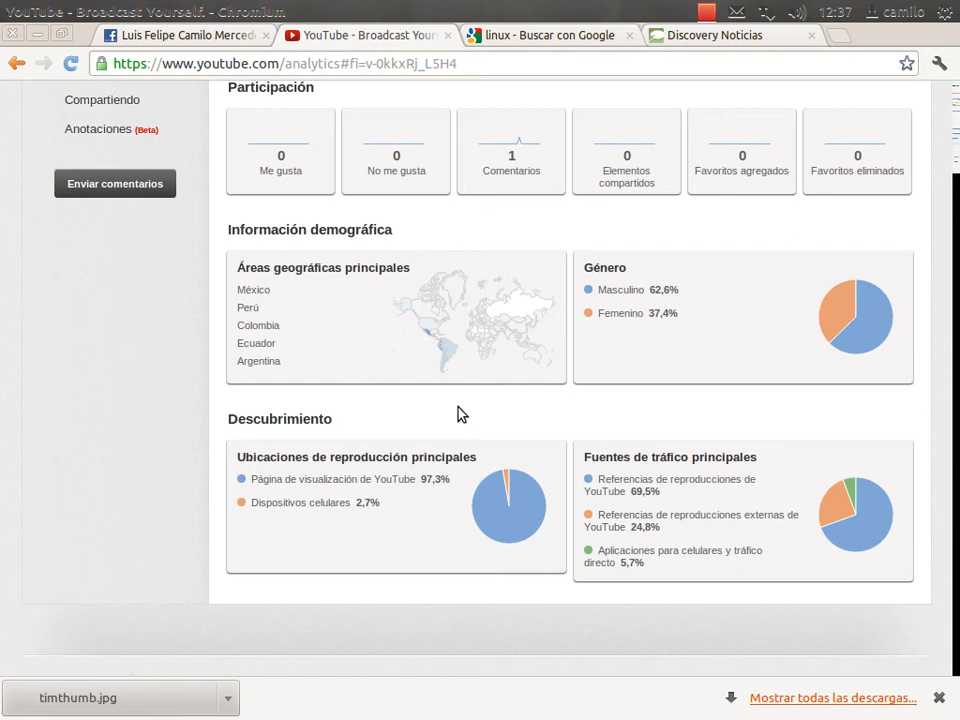 YouTube - Broadcast Yourself. - Chromium
12:37 camilo
Luis Felipe Camilo Merced
YouTube - Broadcast Your
linux - Buscar con Google
Discovery Noticias
https://www.youtube.com/analytics#fi=v-0kkxRj_L5H4
Compartiendo
Anotaciones (Beta)
Enviar comentarios
Participación
0
Me gusta
0
No me gusta
1
Comentarios
0
Elementos
compartidos
0
Favoritos agregados
0
Favoritos eliminados
Información demográfica
Áreas geográficas principales
México
Perú
Colombia
Ecuador
Argentina
Género
Masculino 62,6%
Femenino 37,4%
Descubrimiento
Ubicaciones de reproducción principales
Página de visualización de YouTube 97,3%
Dispositivos celulares 2,7%
Fuentes de tráfico principales
Referencias de reproducciones de
YouTube 69,5%
Referencias de reproducciones externas de
YouTube 24,8%
Aplicaciones para celulares y tráfico
directo 5,7%
timthumb.jpg
Mostrar todas las descargas...